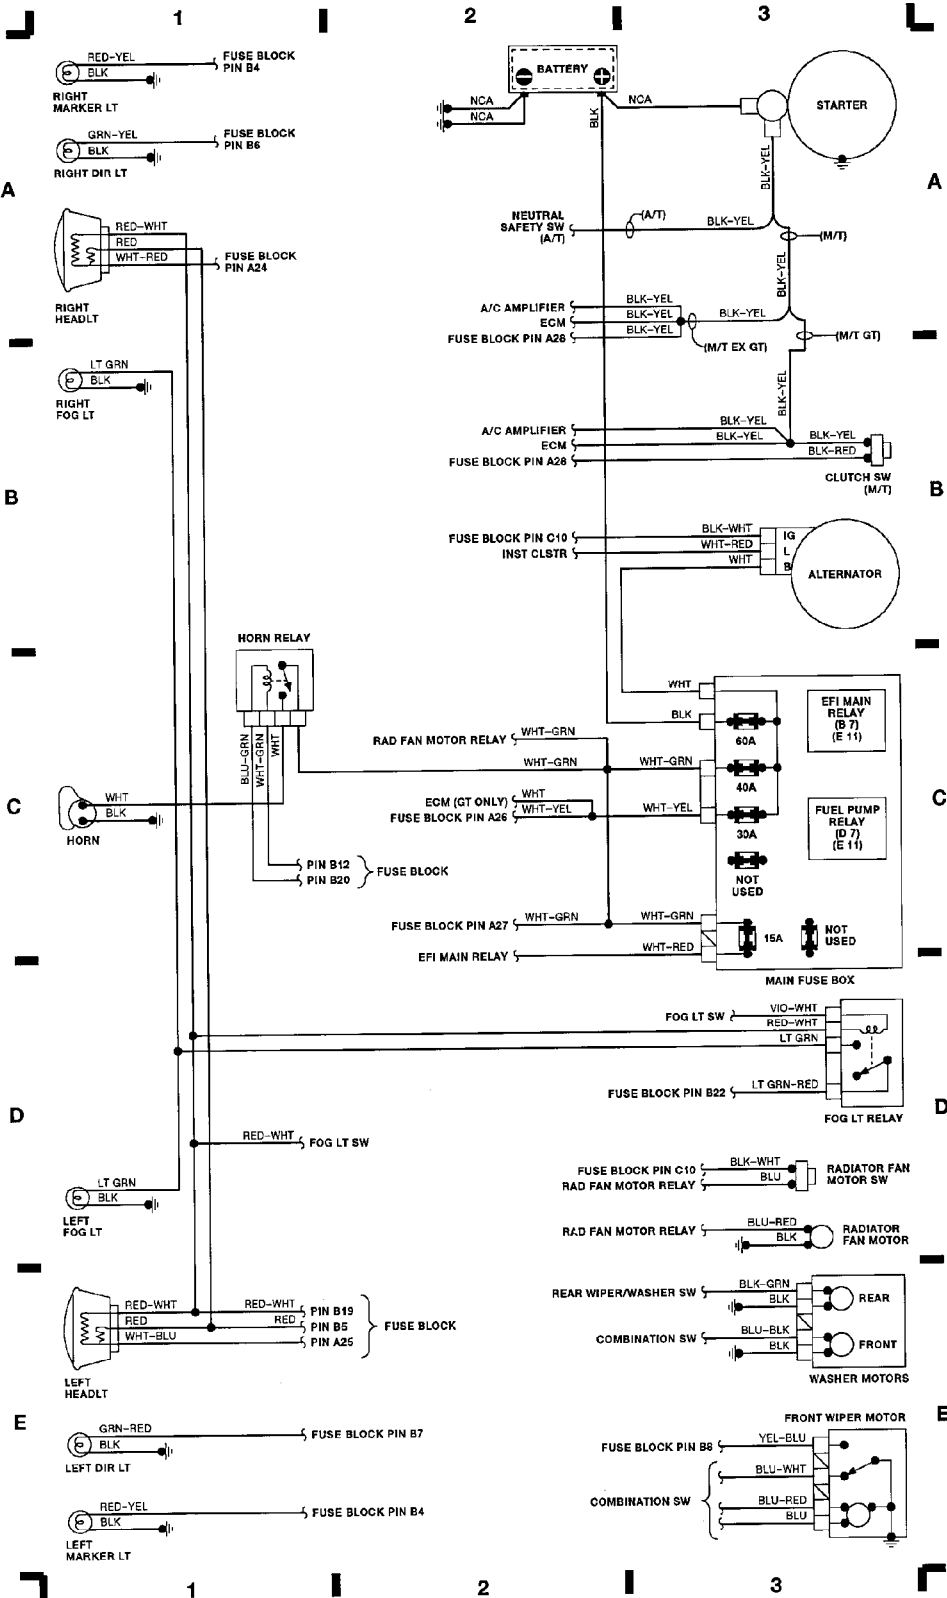 1
2
3
RED-YEL
BLK
FUSE BLOCK
PIN B4
RIGHT
MARKER LT
GRN-YEL
BLK
FUSE BLOCK
PIN B6
RIGHT DIR LT
BATTERY
NCA
NCA
NCA
BLK
STARTER
BLK-YEL
A
A
RED-WHT
RED
WHT-RED
FUSE BLOCK
PIN A24
RIGHT
HEADLT
NEUTRAL
SAFETY SW
(A/T)
(A/T)
BLK-YEL
(M/T)
BLK-YEL
A/C AMPLIFIER
ECM
FUSE BLOCK PIN A28
BLK-YEL
BLK-YEL
BLK-YEL
BLK-YEL
(M/T EX GT)
(M/T GT)
LT GRN
BLK
RIGHT
FOG LT
BLK-YEL
A/C AMPLIFIER
ECM
FUSE BLOCK PIN A28
BLK-YEL
BLK-YEL
BLK-YEL
BLK-RED
CLUTCH SW
(M/T)
B
B
FUSE BLOCK PIN C10
INST CLSTR
BLK-WHT
WHT-RED
WHT
IG
L
B
ALTERNATOR
HORN RELAY
BLU-GRN
WHT-GRN
WHT
WHT
BLK
60A
40A
30A
NOT
USED
15A
NOT
USED
EFI MAIN
RELAY
(B 7)
(E 11)
FUEL PUMP
RELAY
(D 7)
(E 11)
MAIN FUSE BOX
RAD FAN MOTOR RELAY
WHT-GRN
WHT-GRN
WHT-GRN
C
C
WHT
BLK
HORN
ECM (GT ONLY)
FUSE BLOCK PIN A26
WHT
WHT-YEL
WHT-YEL
PIN B12
PIN B20
FUSE BLOCK
FUSE BLOCK PIN A27
WHT-GRN
WHT-GRN
EFI MAIN RELAY
WHT-RED
FOG LT SW
VIO-WHT
RED-WHT
LT GRN
FUSE BLOCK PIN B22
LT GRN-RED
FOG LT RELAY
D
D
RED-WHT
FOG LT SW
LT GRN
BLK
LEFT
FOG LT
FUSE BLOCK PIN C10
RAD FAN MOTOR RELAY
BLK-WHT
BLU
RADIATOR FAN
MOTOR SW
RAD FAN MOTOR RELAY
BLU-RED
BLK
RADIATOR
FAN MOTOR
RED-WHT
RED
WHT-BLU
RED-WHT
RED
PIN B19
PIN B5
PIN A25
FUSE BLOCK
LEFT
HEADLT
REAR WIPER/WASHER SW
BLK-GRN
BLK
REAR
COMBINATION SW
BLU-BLK
BLK
FRONT
WASHER MOTORS
E
E
GRN-RED
BLK
FUSE BLOCK PIN B7
LEFT DIR LT
RED-YEL
BLK
FUSE BLOCK PIN B4
LEFT
MARKER LT
FRONT WIPER MOTOR
FUSE BLOCK PIN B8
YEL-BLU
COMBINATION SW
BLU-WHT
BLU-RED
BLU
1
2
3